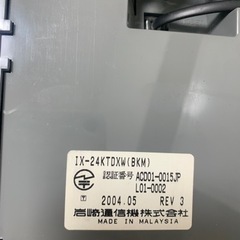 IX-24KTDXW(BKM)
認証番号 ACD01-0015JP
L01-0002
2004.05 REV 3
岩崎通信機株式会社
MADE IN MALAYSIA